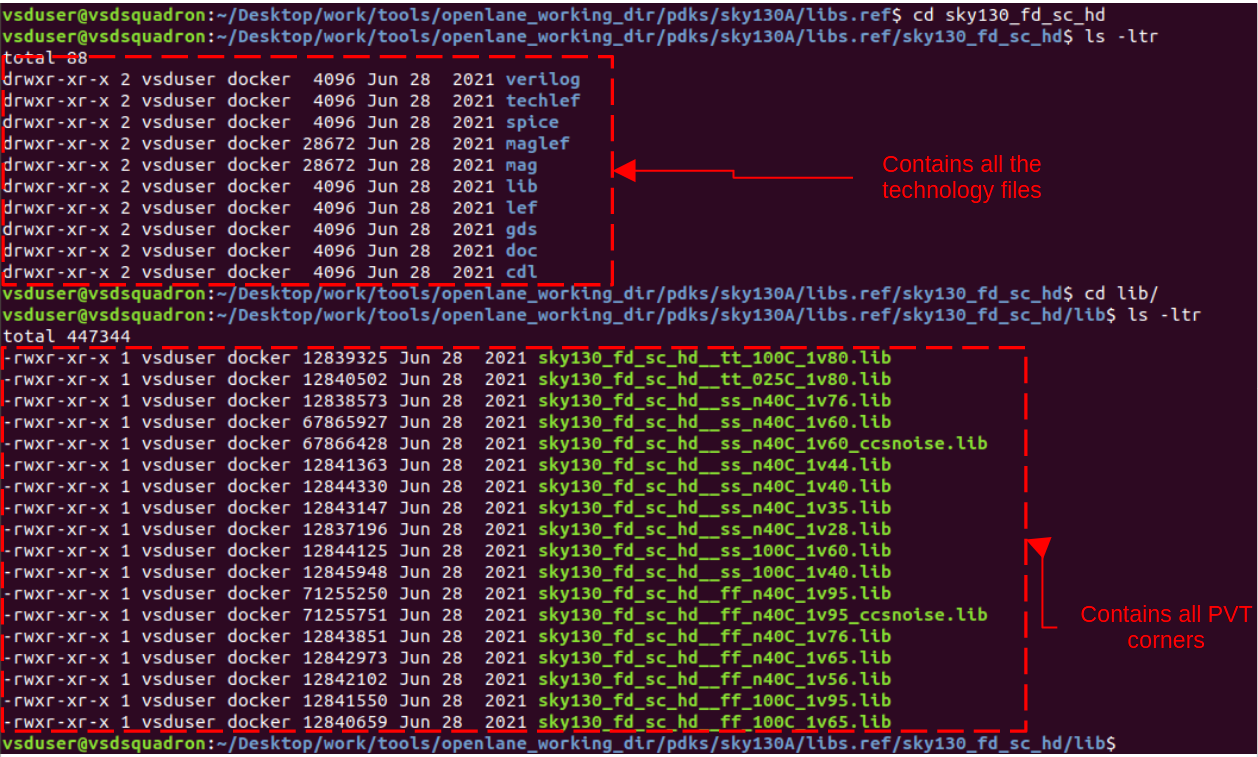 vsduser@vsdsquadron:~/Desktop/work/tools/openlane_working_dir/pdks/sky130A/libs.ref$ cd sky130_fd_sc_hd
vsduser@vsdsquadron:~/Desktop/work/tools/openlane_working_dir/pdks/sky130A/libs.ref/sky130_fd_sc_hd$ ls -ltr
total 88
drwxr-xr-x 2 vsduser docker  4096 Jun 28  2021 verilog
drwxr-xr-x 2 vsduser docker  4096 Jun 28  2021 techlef
drwxr-xr-x 2 vsduser docker  4096 Jun 28  2021 spice
drwxr-xr-x 2 vsduser docker 28672 Jun 28  2021 maglef
drwxr-xr-x 2 vsduser docker 28672 Jun 28  2021 mag
drwxr-xr-x 2 vsduser docker  4096 Jun 28  2021 lib
drwxr-xr-x 2 vsduser docker  4096 Jun 28  2021 lef
drwxr-xr-x 2 vsduser docker  4096 Jun 28  2021 gds
drwxr-xr-x 2 vsduser docker  4096 Jun 28  2021 doc
drwxr-xr-x 2 vsduser docker  4096 Jun 28  2021 cdl
Contains all the
technology files
vsduser@vsdsquadron:~/Desktop/work/tools/openlane_working_dir/pdks/sky130A/libs.ref/sky130_fd_sc_hd$ cd lib/
vsduser@vsdsquadron:~/Desktop/work/tools/openlane_working_dir/pdks/sky130A/libs.ref/sky130_fd_sc_hd/lib$ ls -ltr
total 447344
-rwxr-xr-x 1 vsduser docker 12839325 Jun 28  2021 sky130_fd_sc_hd__tt_100C_1v80.lib
-rwxr-xr-x 1 vsduser docker 12840502 Jun 28  2021 sky130_fd_sc_hd__tt_025C_1v80.lib
-rwxr-xr-x 1 vsduser docker 12838573 Jun 28  2021 sky130_fd_sc_hd__ss_n40C_1v76.lib
-rwxr-xr-x 1 vsduser docker 67865927 Jun 28  2021 sky130_fd_sc_hd__ss_n40C_1v60.lib
-rwxr-xr-x 1 vsduser docker 67866428 Jun 28  2021 sky130_fd_sc_hd__ss_n40C_1v60_ccsnoise.lib
-rwxr-xr-x 1 vsduser docker 12841363 Jun 28  2021 sky130_fd_sc_hd__ss_n40C_1v44.lib
-rwxr-xr-x 1 vsduser docker 12844330 Jun 28  2021 sky130_fd_sc_hd__ss_n40C_1v40.lib
-rwxr-xr-x 1 vsduser docker 12843147 Jun 28  2021 sky130_fd_sc_hd__ss_n40C_1v35.lib
-rwxr-xr-x 1 vsduser docker 12837196 Jun 28  2021 sky130_fd_sc_hd__ss_n40C_1v28.lib
-rwxr-xr-x 1 vsduser docker 12844125 Jun 28  2021 sky130_fd_sc_hd__ss_100C_1v60.lib
-rwxr-xr-x 1 vsduser docker 12845948 Jun 28  2021 sky130_fd_sc_hd__ss_100C_1v40.lib
-rwxr-xr-x 1 vsduser docker 71255250 Jun 28  2021 sky130_fd_sc_hd__ff_n40C_1v95.lib
-rwxr-xr-x 1 vsduser docker 71255751 Jun 28  2021 sky130_fd_sc_hd__ff_n40C_1v95_ccsnoise.lib
-rwxr-xr-x 1 vsduser docker 12843851 Jun 28  2021 sky130_fd_sc_hd__ff_n40C_1v76.lib
-rwxr-xr-x 1 vsduser docker 12842973 Jun 28  2021 sky130_fd_sc_hd__ff_n40C_1v65.lib
-rwxr-xr-x 1 vsduser docker 12842102 Jun 28  2021 sky130_fd_sc_hd__ff_n40C_1v56.lib
-rwxr-xr-x 1 vsduser docker 12841550 Jun 28  2021 sky130_fd_sc_hd__ff_100C_1v95.lib
-rwxr-xr-x 1 vsduser docker 12840659 Jun 28  2021 sky130_fd_sc_hd__ff_100C_1v65.lib
Contains all PVT
corners
vsduser@vsdsquadron:~/Desktop/work/tools/openlane_working_dir/pdks/sky130A/libs.ref/sky130_fd_sc_hd/lib$